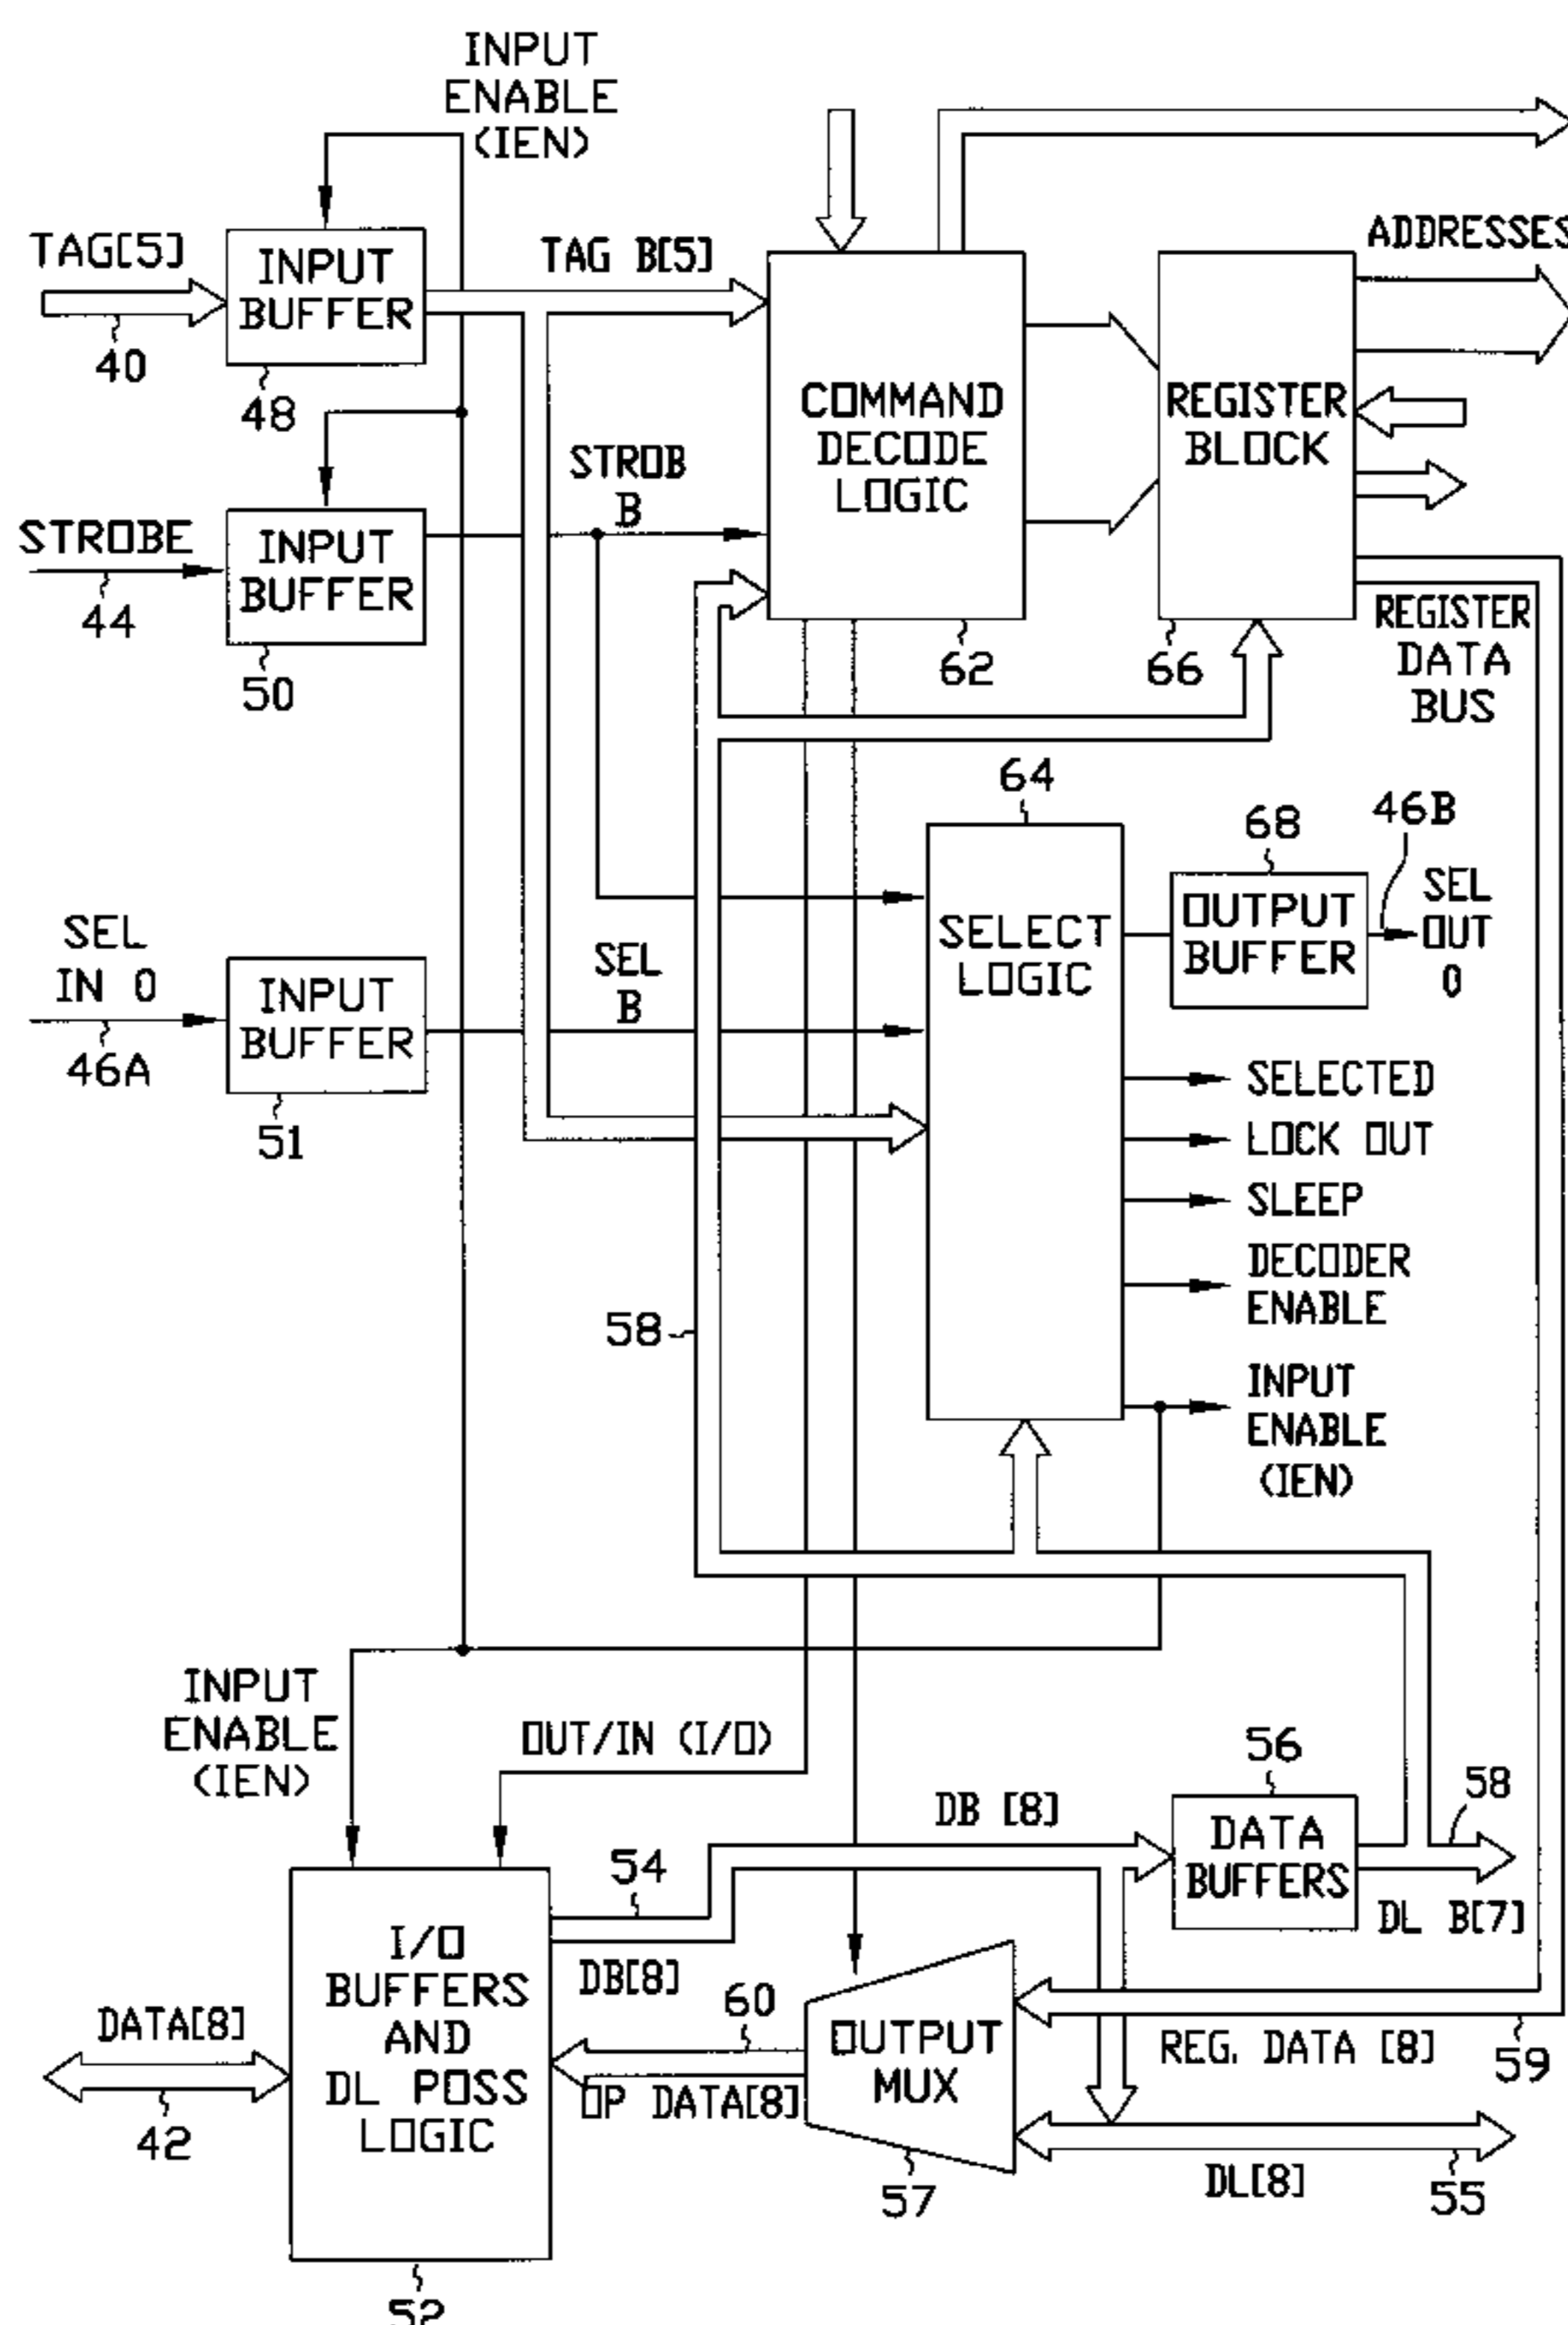 INPUT
ENABLE
(IEN)
TAG[5]
40
INPUT
BUFFER
48
TAG B[5]
COMMAND
DECODE
LOGIC
62
REGISTER
BLOCK
66
ADDRESSES
STROBE
44
INPUT
BUFFER
50
STROB
B
REGISTER
DATA
BUS
SEL
IN 0
46A
INPUT
BUFFER
51
SEL
B
64
SELECT
LOGIC
68
OUTPUT
BUFFER
46B
SEL
OUT
0
SELECTED
LOCK OUT
SLEEP
DECODER
ENABLE
INPUT
ENABLE
(IEN)
58
INPUT
ENABLE
(IEN)
OUT/IN (I/O)
DB [8]
56
DATA
BUFFERS
58
DL B[7]
54
DB[8]
I/O
BUFFERS
AND
DL POSS
LOGIC
52
DATA[8]
42
60
OP DATA[8]
OUTPUT
MUX
57
REG. DATA [8]
59
DL[8]
55